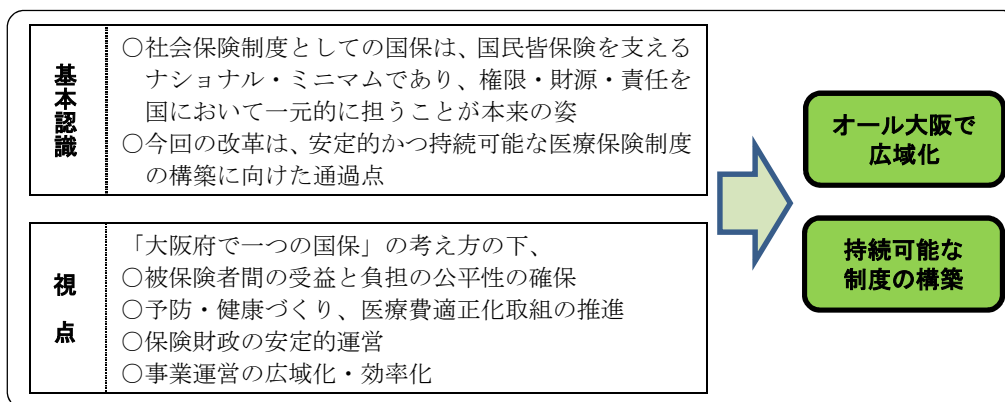 基本認識
○社会保険制度としての国保は、国民皆保険を支える
ナショナル・ミニマムであり、権限・財源・責任を
国において一元的に担うことが本来の姿
○今回の改革は、安定的かつ持続可能な医療保険制度
の構築に向けた通過点
視点
「大阪府で一つの国保」の考え方の下、
○被保険者間の受益と負担の公平性の確保
○予防・健康づくり、医療費適正化取組の推進
○保険財政の安定的運営
○事業運営の広域化・効率化
オール大阪で
広域化
持続可能な
制度の構築